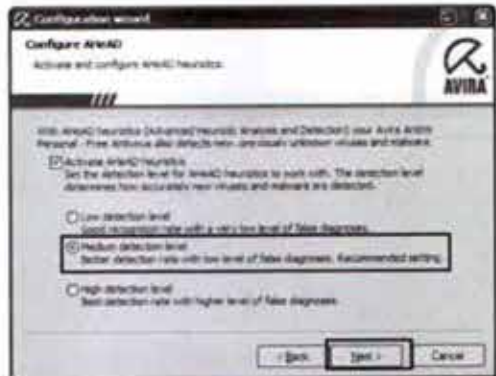 Configuration wizard
Configure AHeAD
Activate and configure AHeAD heuristics.
AVIRA
With AHeAD heuristics (Advanced Heuristic Analysis and Detection) your Avira AntiVir
Personal - Free Antivirus also detects new, previously unknown viruses and malware.
Activate AHeAD heuristics
Set the detection level for AHeAD heuristics to work with. The detection level
determines how accurately new viruses and malware are detected.
Low detection level
Good recognition rate with a very low level of false diagnoses.
Medium detection level
Better detection rate with low level of false diagnoses. Recommended setting.
High detection level
Best detection rate with higher level of false diagnoses.
< Back
Next >
Cancel